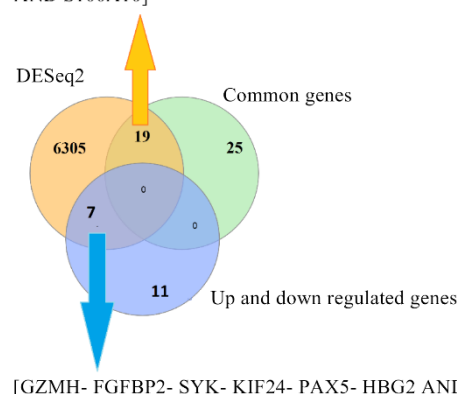 DESeq2
Common genes
6305
19
25
0
7
0
11
Up and down regulated genes
[GZMH- FGFBP2- SYK- KIF24- PAX5- HBG2